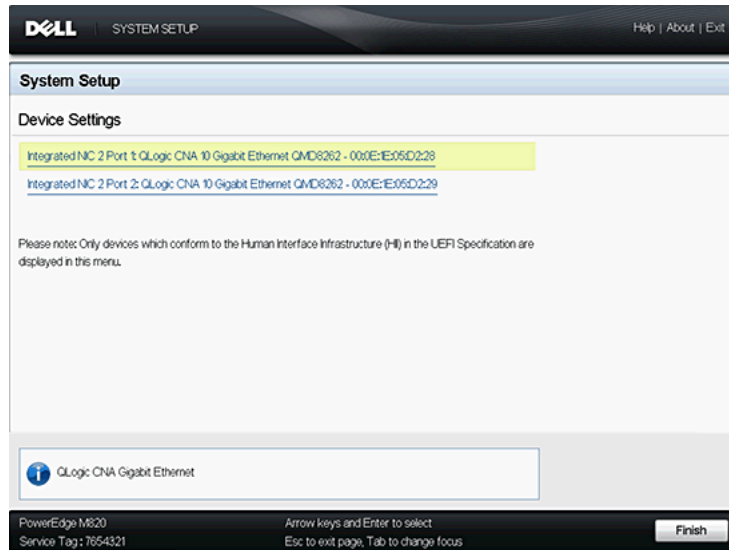 DELL SYSTEM SETUP Help | About | Exit
System Setup
Device Settings
Integrated NIC 2 Port 1: QLogic CNA 10 Gigabit Ethernet QMD8262 - 00:0E:1E:05:D2:28
Integrated NIC 2 Port 2: QLogic CNA 10 Gigabit Ethernet QMD8262 - 00:0E:1E:05:D2:29
Please note: Only devices which conform to the Human Interface Infrastructure (HII) in the UEFI Specification are
displayed in this menu.
QLogic CNA Gigabit Ethernet
PowerEdge M820 Arrow keys and Enter to select
Service Tag : 7654321 Esc to exit page, Tab to change focus
Finish